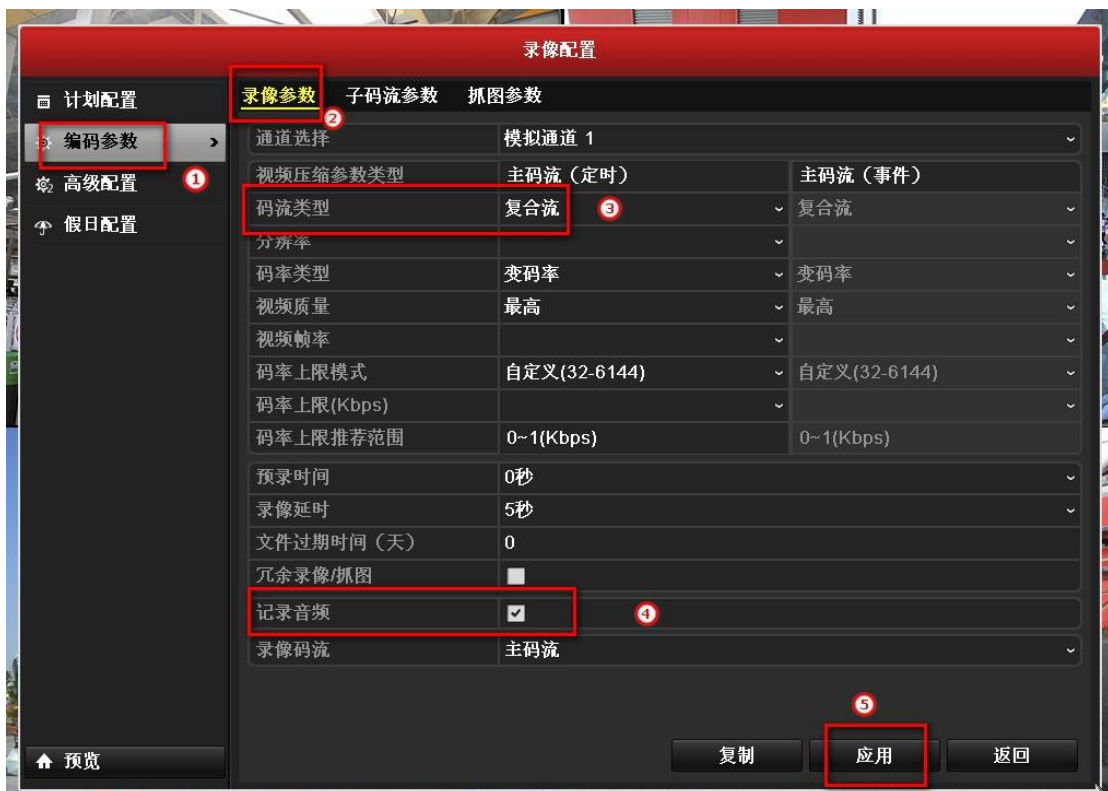 录像配置
计划配置
编码参数
高级配置
假日配置
预览
录像参数 子码流参数 抓图参数
2
1
通道选择 模拟通道 1
视频压缩参数类型 主码流（定时） 主码流（事件）
码流类型 复合流 3 复合流
分辨率
码率类型 变码率 变码率
视频质量 最高 最高
视频帧率
码率上限模式 自定义(32-6144) 自定义(32-6144)
码率上限(Kbps)
码率上限推荐范围 0~1(Kbps) 0~1(Kbps)
预录时间 0秒
录像延时 5秒
文件过期时间（天） 0
冗余录像/抓图
记录音频 4
录像码流 主码流
5
复制 应用 返回